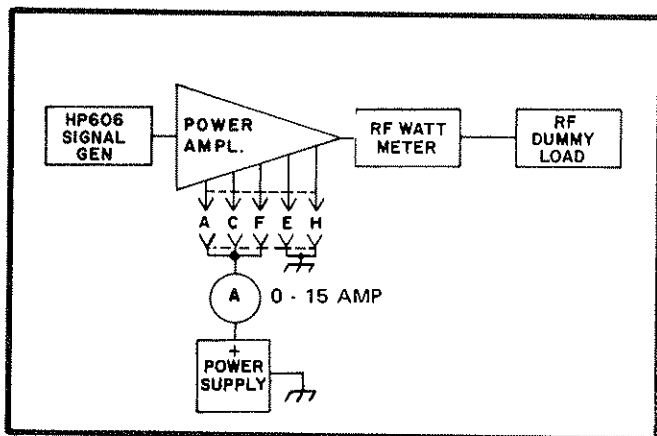 HP606
SIGNAL
GEN
POWER
AMPL.
RF WATT
METER
RF
DUMMY
LOAD
A C F E H
A
0 - 15 AMP
+
POWER
SUPPLY